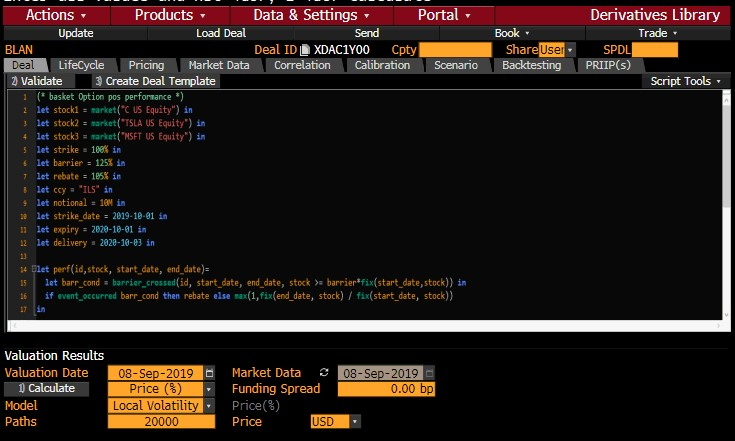 Actions Products Data & Settings Portal Derivatives Library
Update Load Deal Send Book Trade
BLAN Deal ID XDAC1Y00 Cpty Share User SPDL
Deal LifeCycle Pricing Market Data Correlation Calibration Scenario Backtesting PRIIP(s)
2) Validate 3) Create Deal Template Script Tools
1 (* basket Option pos performance *)
2 let stock1 = market("C US Equity") in
3 let stock2 = market("TSLA US Equity") in
4 let stock3 = market("MSFT US Equity") in
5 let strike = 100% in
6 let barrier = 125% in
7 let rebate = 105% in
8 let ccy = "ILS" in
9 let notional = 10M in
10 let strike_date = 2019-10-01 in
11 let expiry = 2020-10-01 in
12 let delivery = 2020-10-03 in
13
14 let perf(id,stock, start_date, end_date)=
15 let barr_cond = barrier_crossed(id, start_date, end_date, stock >= barrier*fix(start_date,stock)) in
16 if event_occurred barr_cond then rebate else max(1,fix(end_date, stock) / fix(start_date, stock))
17 in
Valuation Results
Valuation Date 08-Sep-2019 Market Data 08-Sep-2019
1) Calculate Price (%) Funding Spread 0.00 bp
Model Local Volatility Price(%)
Paths 20000 Price USD